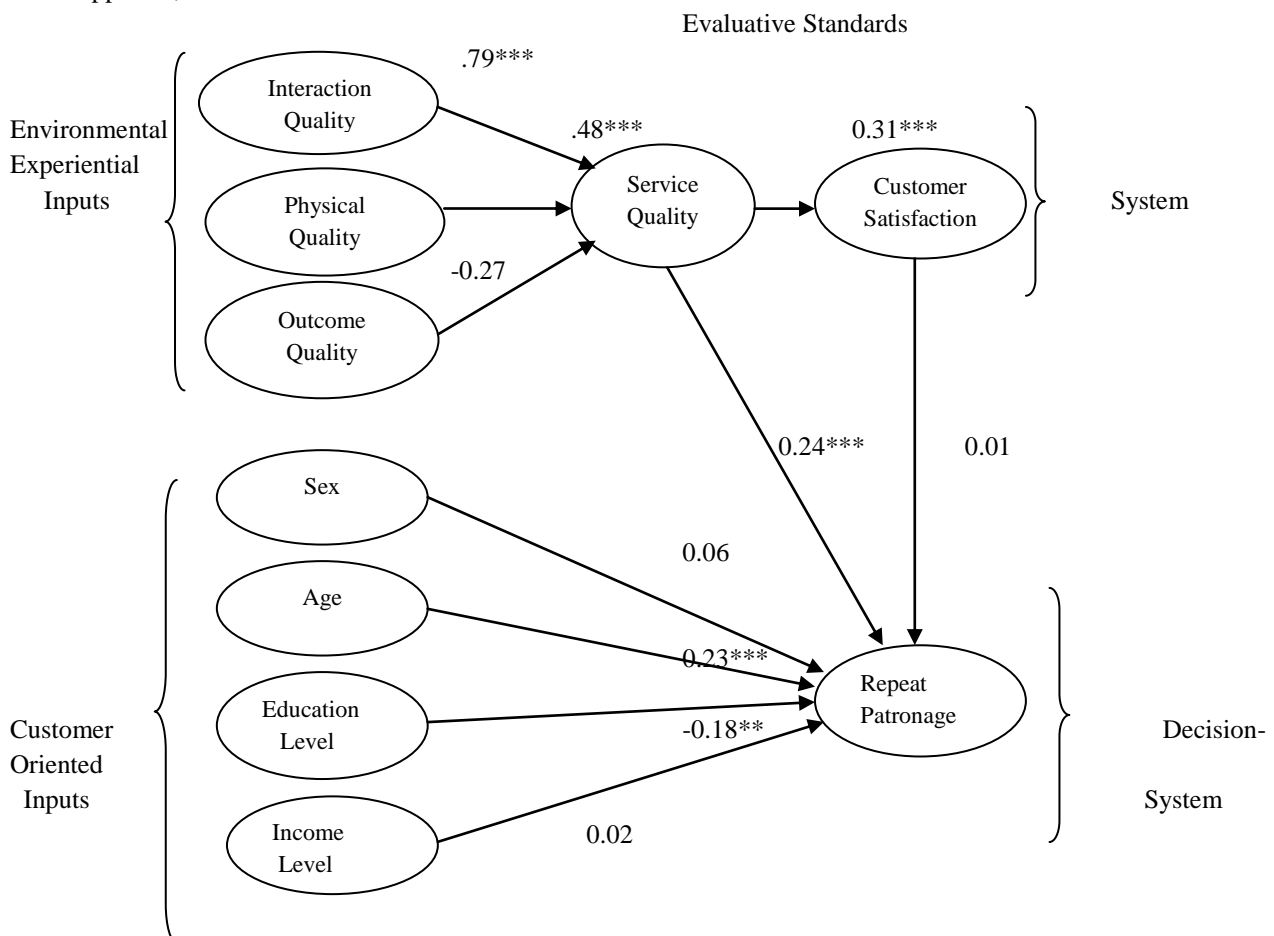 Evaluative Standards
.79***
Interaction
Quality
Environmental
Experiential
Inputs
.48***
0.31***
Physical
Quality
Service
Quality
Customer
Satisfaction
System
-0.27
Outcome
Quality
0.24***
0.01
Sex
0.06
Age
0.23***
Repeat
Patronage
Education
Level
-0.18**
Customer
Oriented
Inputs
Decision-
System
Income
Level
0.02